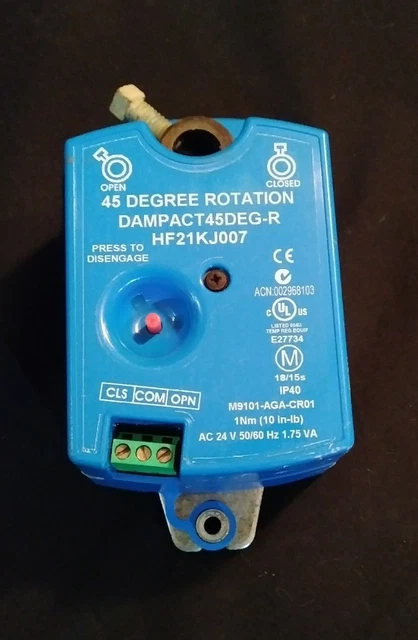 OPEN
CLOSED
45 DEGREE ROTATION
DAMPACT45DEG-R
HF21KJ007
PRESS TO
DISENGAGE
CE
ACN:002968103
C UL US
LISTED
TEMP REG EQUIP
E27734
M
18/15s
IP40
M9101-AGA-CR01
1Nm (10 in-lb)
AC 24 V 50/60 Hz 1.75 VA
CLS COM OPN